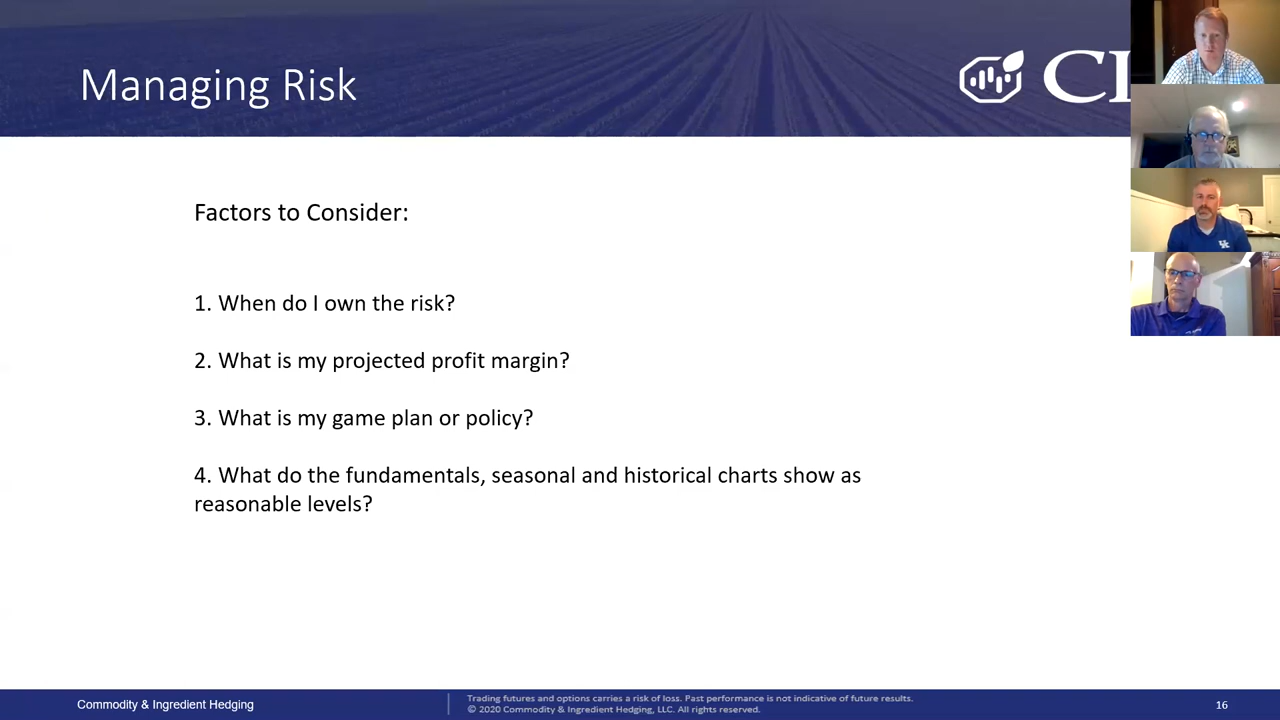 Managing Risk
Factors to Consider:
1. When do I own the risk?
2. What is my projected profit margin?
3. What is my game plan or policy?
4. What do the fundamentals, seasonal and historical charts show as
reasonable levels?
Commodity & Ingredient Hedging
Trading futures and options carries a risk of loss. Past performance is not indicative of future results.
© 2020 Commodity & Ingredient Hedging, LLC. All rights reserved.
16
UK